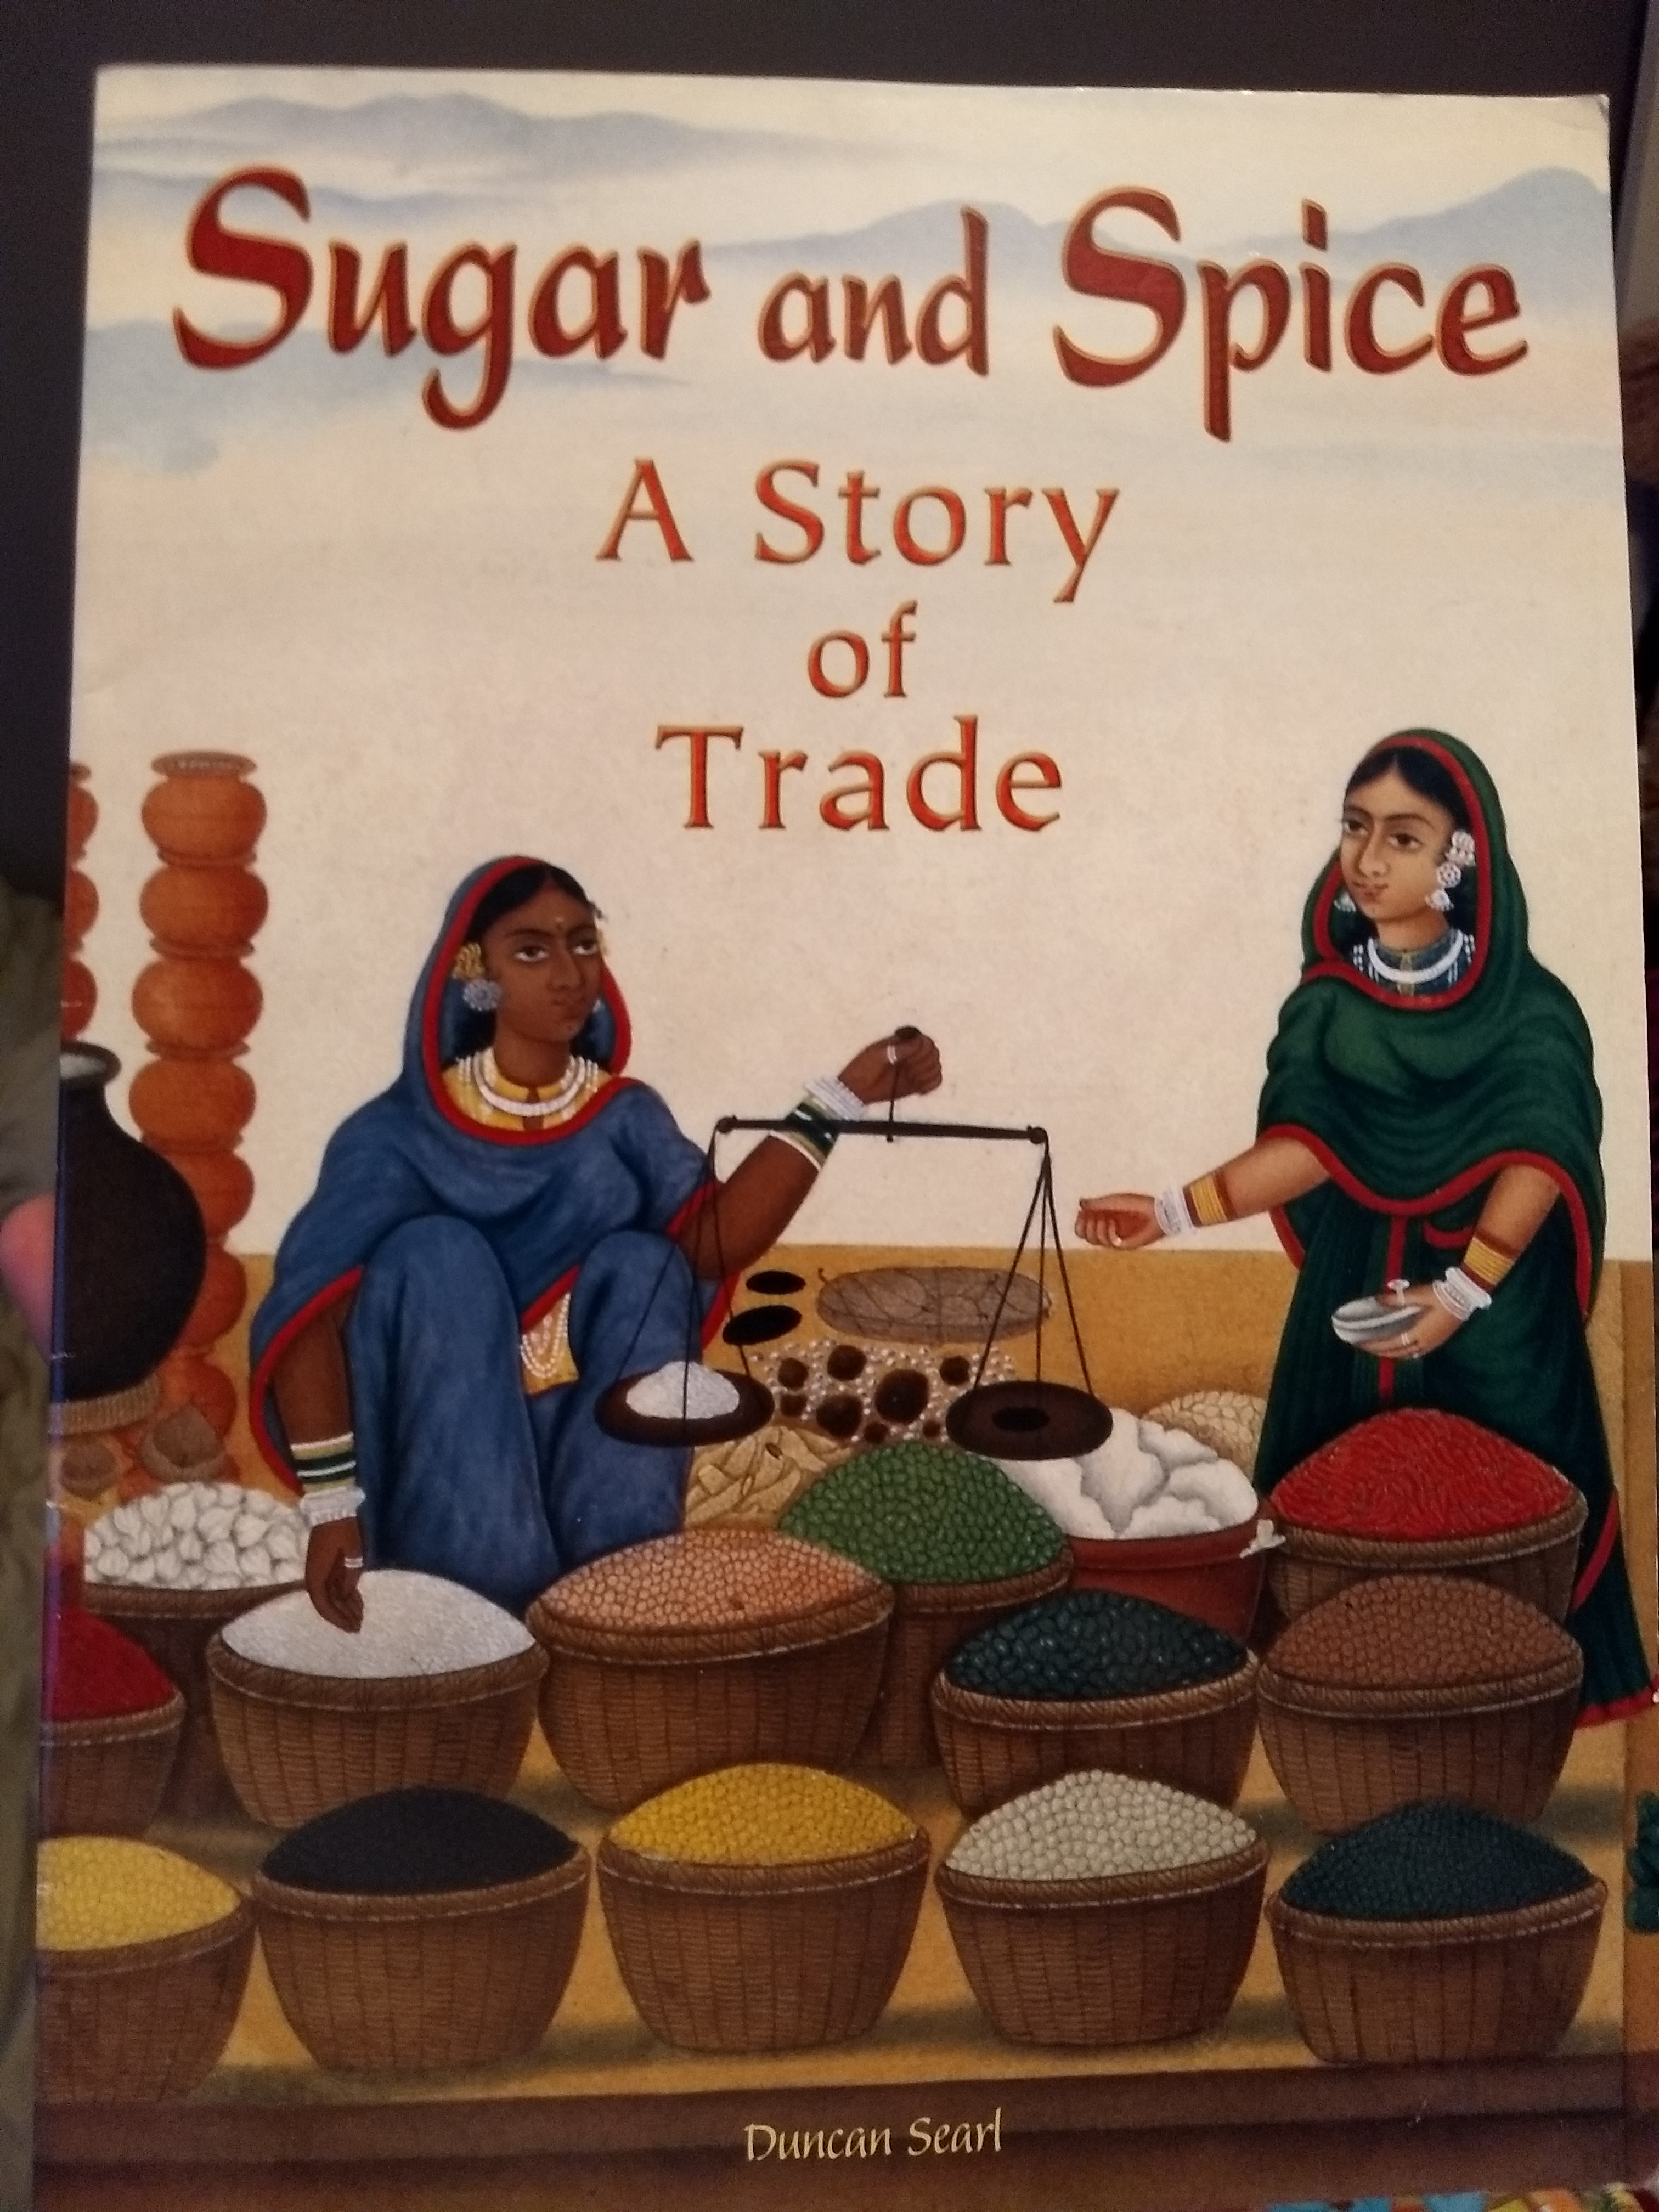 Sugar and Spice
A Story
of
Trade
Duncan Searl